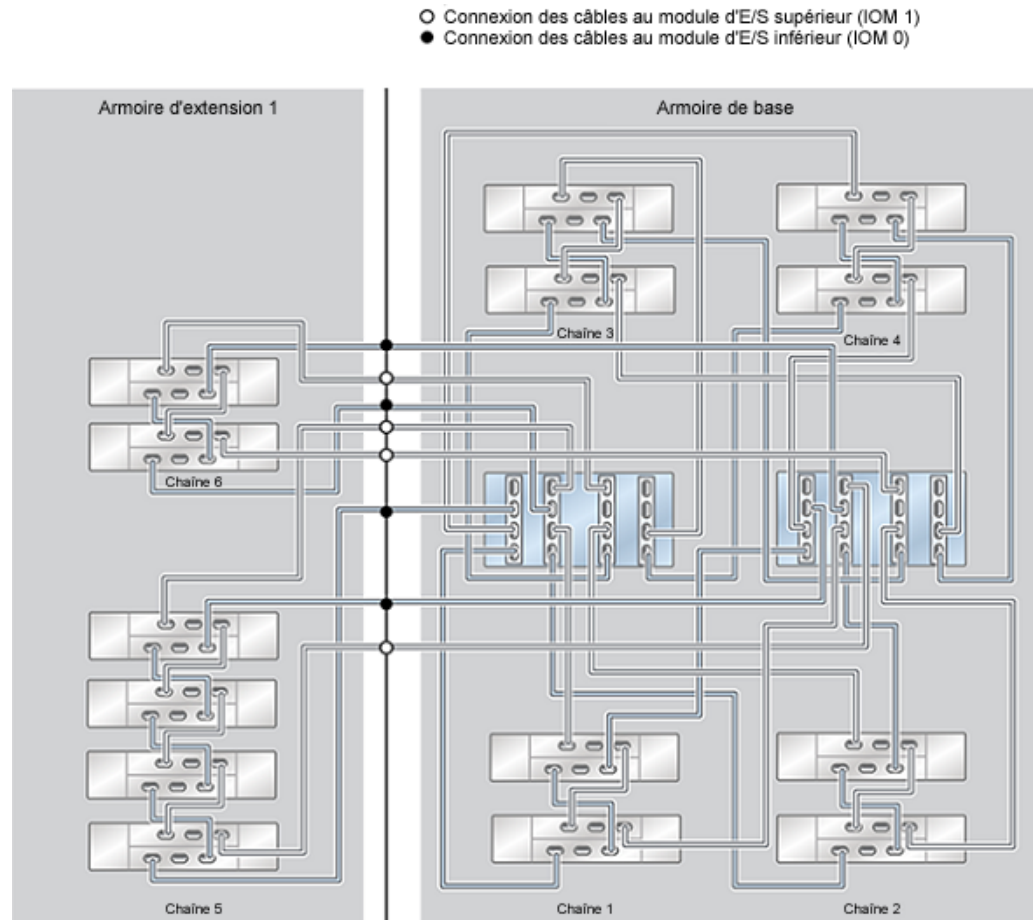 Connexion des câbles au module d'E/S supérieur (IOM 1)
Connexion des câbles au module d'E/S inférieur (IOM 0)
Armoire d'extension 1
Armoire de base
Chaîne 3
Chaîne 4
Chaîne 6
Chaîne 5
Chaîne 1
Chaîne 2